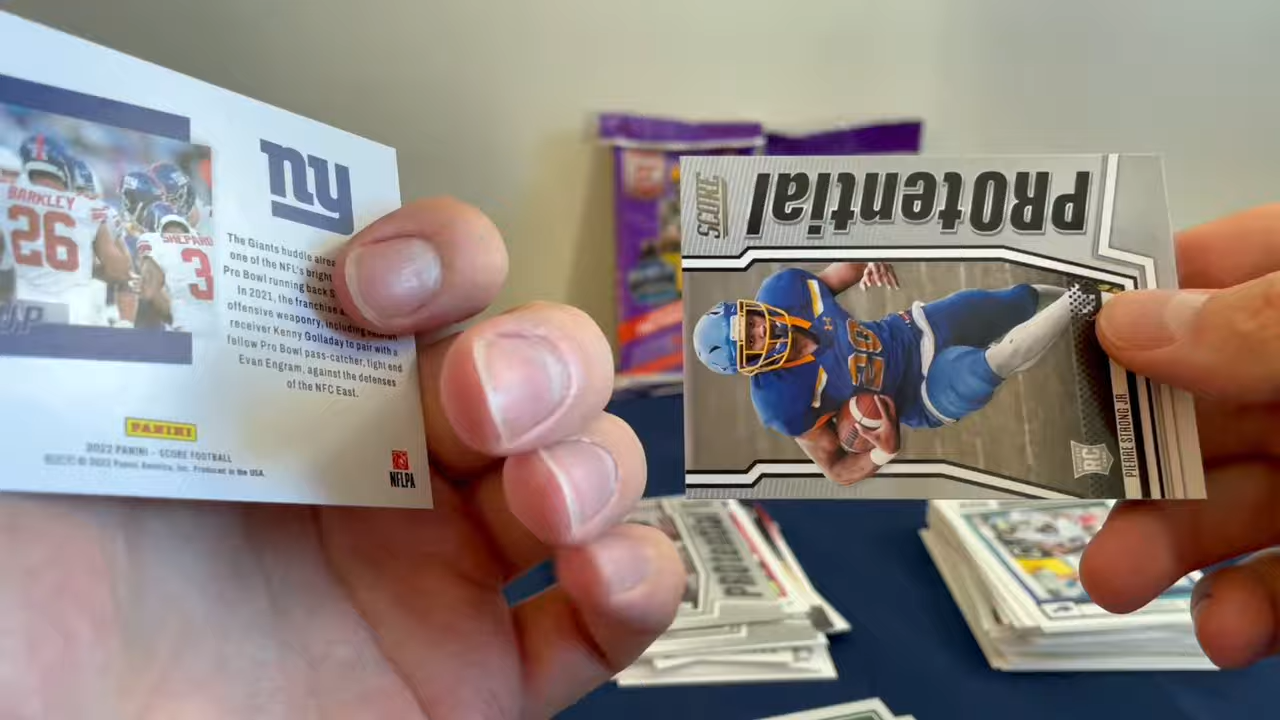 ny
BARKLEY
26
SHEPARD
3
The Giants huddle
one of the NFL's bright
Pro Bowl running back S
In 2021, the franchise
offensive weaponry, including
receiver Kenny Golladay to pair with a
fellow Pro Bowl pass-catcher, tight end
Evan Engram, against the defenses
of the NFC East.
PANINI
2022 PANINI - SCORE FOOTBALL
© 2022 Panini America, Inc. Produced in the USA.
NFLPA
SCORE
PROtential
20
RC
PIERRE STRONG JR
PROTENTIAL